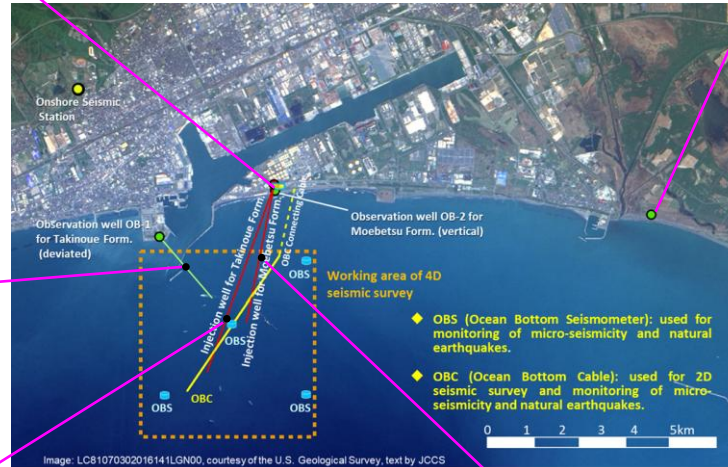 Onshore Seismic
Station
Observation well OB-1
for Takinoue Form.
(deviated)
Injection well for Takinoue Form.
Injection well for Moebetsu Form.
OBC Connecting Cable
Observation well OB-2 for
Moebetsu Form. (vertical)
OBS
Working area of 4D
seismic survey
OBS
OBS
OBC
OBS
◆ OBS (Ocean Bottom Seismometer): used for
monitoring of micro-seismicity and natural
earthquakes.
◆ OBC (Ocean Bottom Cable): used for 2D
seismic survey and monitoring of micro-
seismicity and natural earthquakes.
0 1 2 3 4 5km
Image: LC81070302016141LGN00, courtesy of the U.S. Geological Survey, text by JCCS